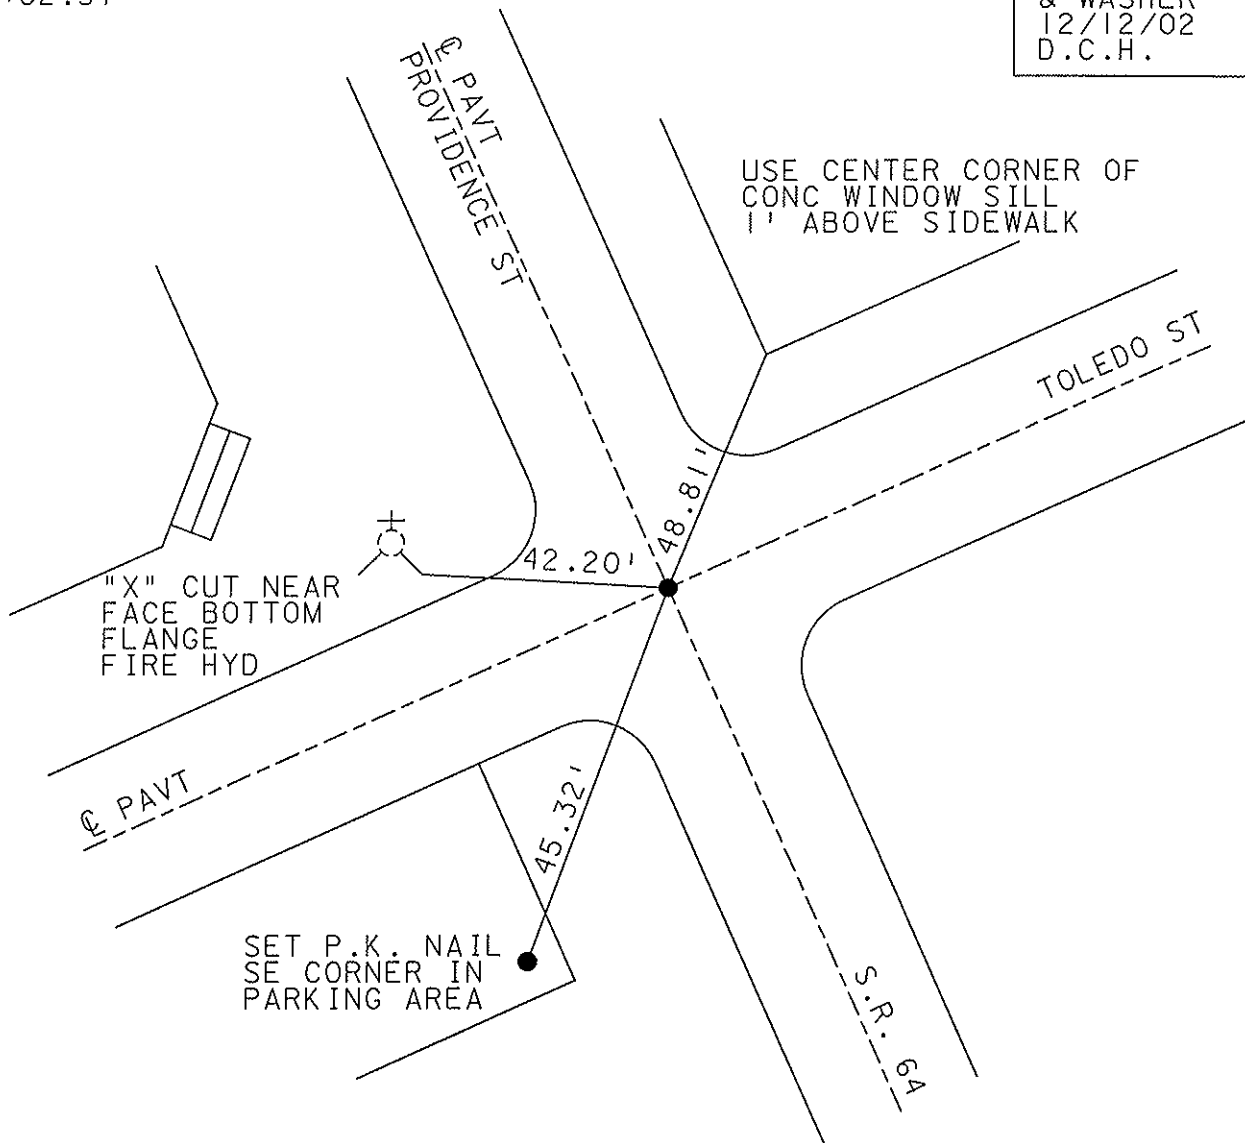 & WASHER
12/12/02
D.C.H.
℄ PAVT
PROVIDENCE ST
USE CENTER CORNER OF
CONC WINDOW SILL
1' ABOVE SIDEWALK
TOLEDO ST
48.81'
42.20'
"X" CUT NEAR
FACE BOTTOM
FLANGE
FIRE HYD
℄ PAVT
45.32'
SET P.K. NAIL
SE CORNER IN
PARKING AREA
S.R. 64